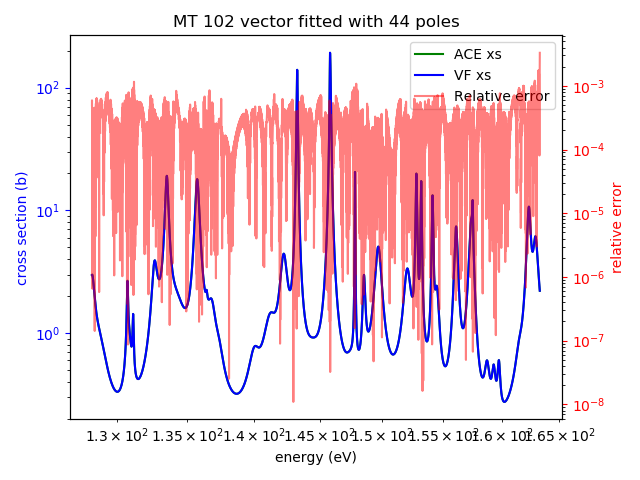 MT 102 vector fitted with 44 poles
ACE xs
VF xs
Relative error
10²
10¹
10⁰
10⁻³
10⁻⁴
10⁻⁵
10⁻⁶
10⁻⁷
10⁻⁸
cross section (b)
relative error
1.3 × 10² 1.35 × 10² 1.4 × 10² 1.45 × 10² 1.5 × 10² 1.55 × 10² 1.6 × 10² 1.65 × 10²
energy (eV)